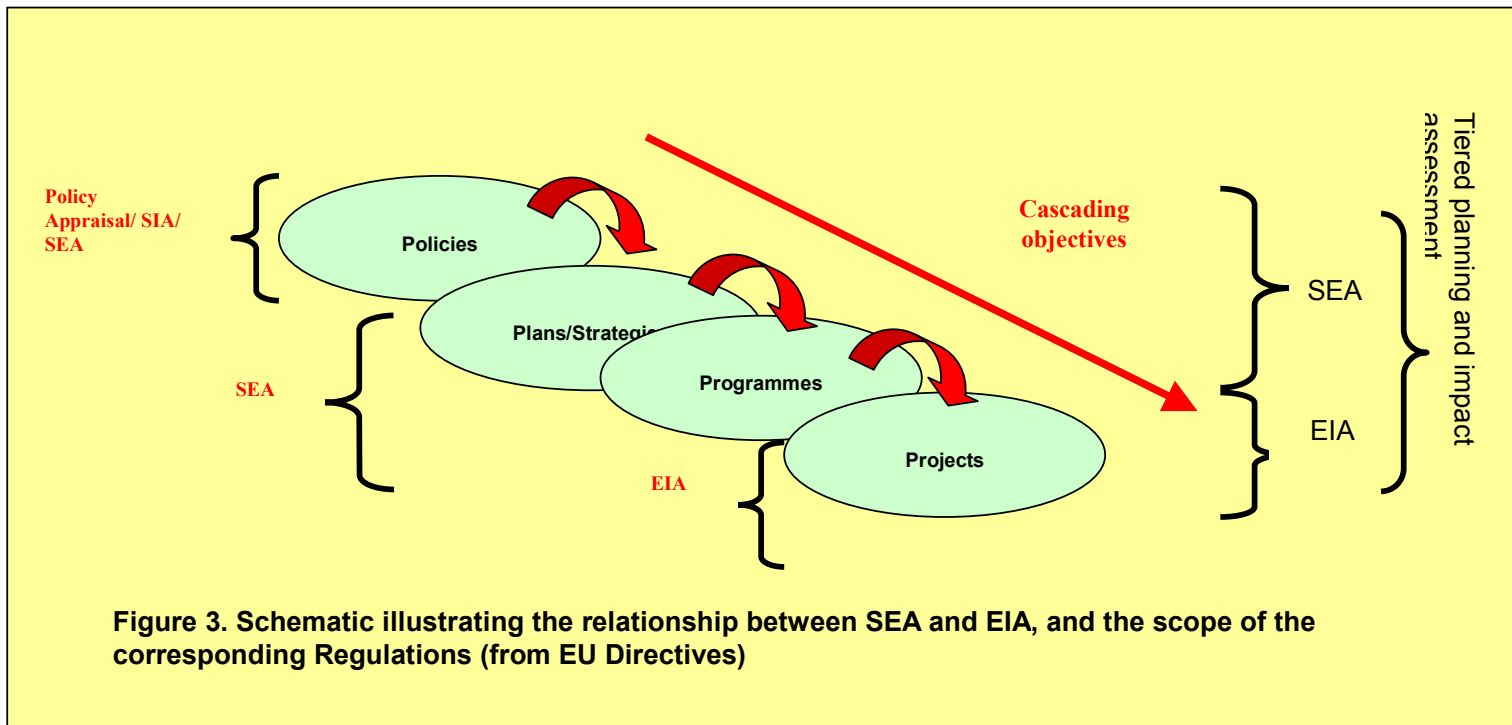 Policy
Appraisal/ SIA/
SEA
Policies
Plans/Strategie
Programmes
Projects
SEA
EIA
Cascading
objectives
SEA
EIA
Tiered planning and impact
assessment
Figure 3. Schematic illustrating the relationship between SEA and EIA, and the scope of the
corresponding Regulations (from EU Directives)